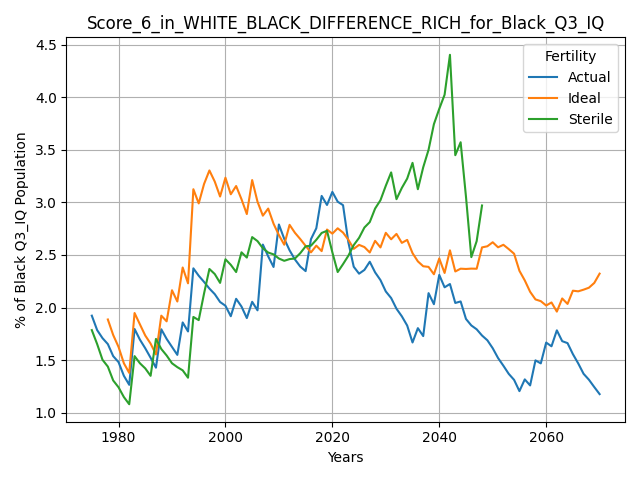 Score_6_in_WHITE_BLACK_DIFFERENCE_RICH_for_Black_Q3_IQ
Fertility
Actual
Ideal
Sterile
% of Black Q3_IQ Population
4.5
4.0
3.5
3.0
2.5
2.0
1.5
1.0
1980
2000
2020
2040
2060
Years